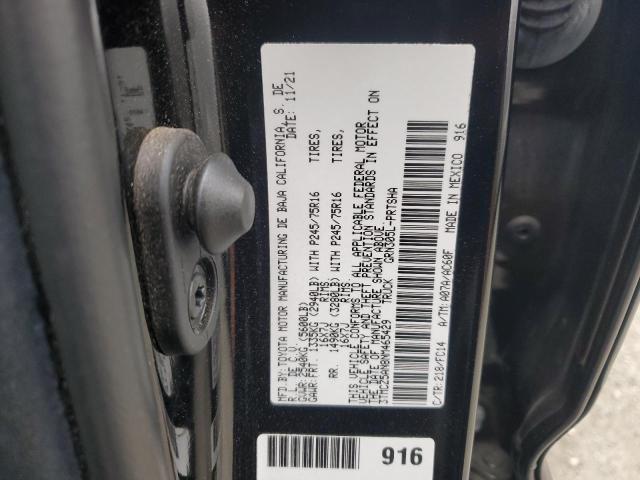 MFD.BY: TOYOTA MOTOR MANUFACTURING DE BAJA CALIFORNIA, S. DE
R. L. DE C.V. DATE: 11/21
GVWR: 2540KG (5600LB)
GAWR: FRT. 1335KG (2940LB) WITH P245/75R16 TIRES,
16X7J RIMS,
RR. 1490KG (3280LB) WITH P245/75R16 TIRES,
16X7J RIMS.
THIS VEHICLE CONFORMS TO ALL APPLICABLE FEDERAL MOTOR
VEHICLE SAFETY AND THEFT PREVENTION STANDARDS IN EFFECT ON
THE DATE OF MANUFACTURE SHOWN ABOVE.
3TMCZ5AN8NM465429 TRUCK GRN305L-PRTSHA
C/TR: 218/FC14 A/TM: A07A/AC60F MADE IN MEXICO 916
916